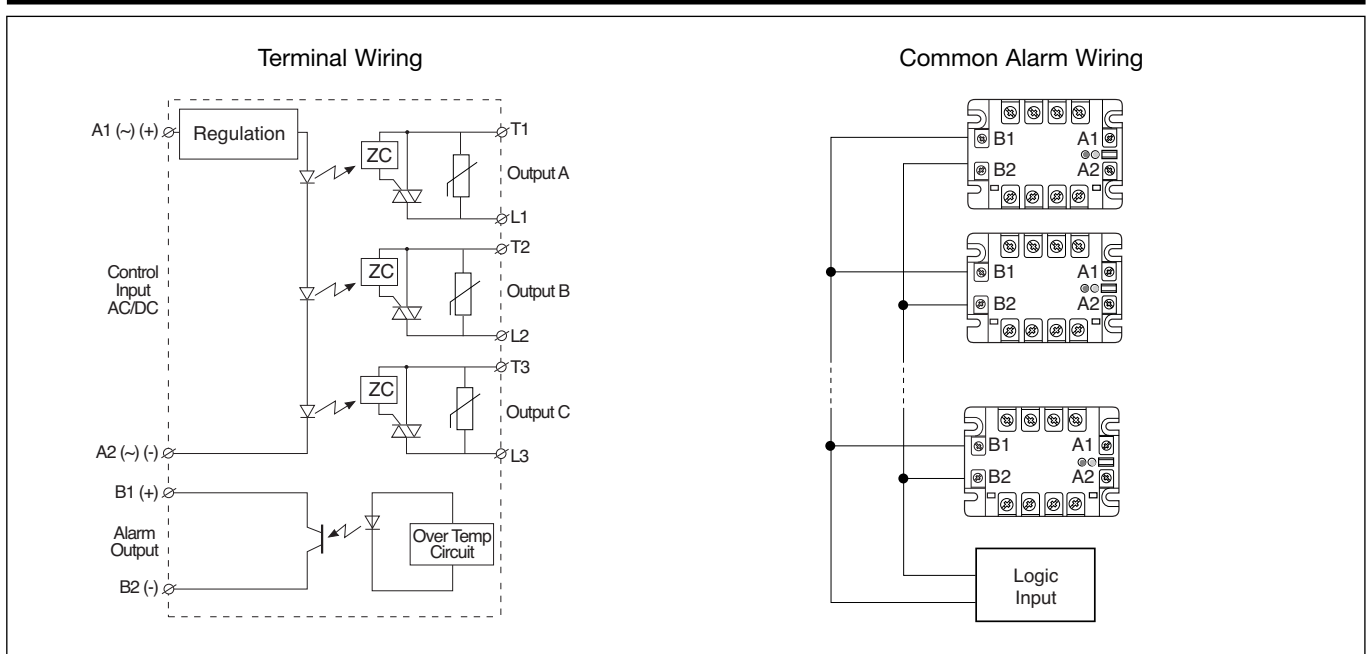 Terminal Wiring
A1 (~) (+)
Regulation
ZC
T1
Output A
L1
Control
Input
AC/DC
ZC
T2
Output B
L2
ZC
T3
Output C
L3
A2 (~) (-)
B1 (+)
Alarm
Output
B2 (-)
Over Temp
Circuit
Common Alarm Wiring
B1 A1
B2 A2
B1 A1
B2 A2
B1 A1
B2 A2
Logic
Input